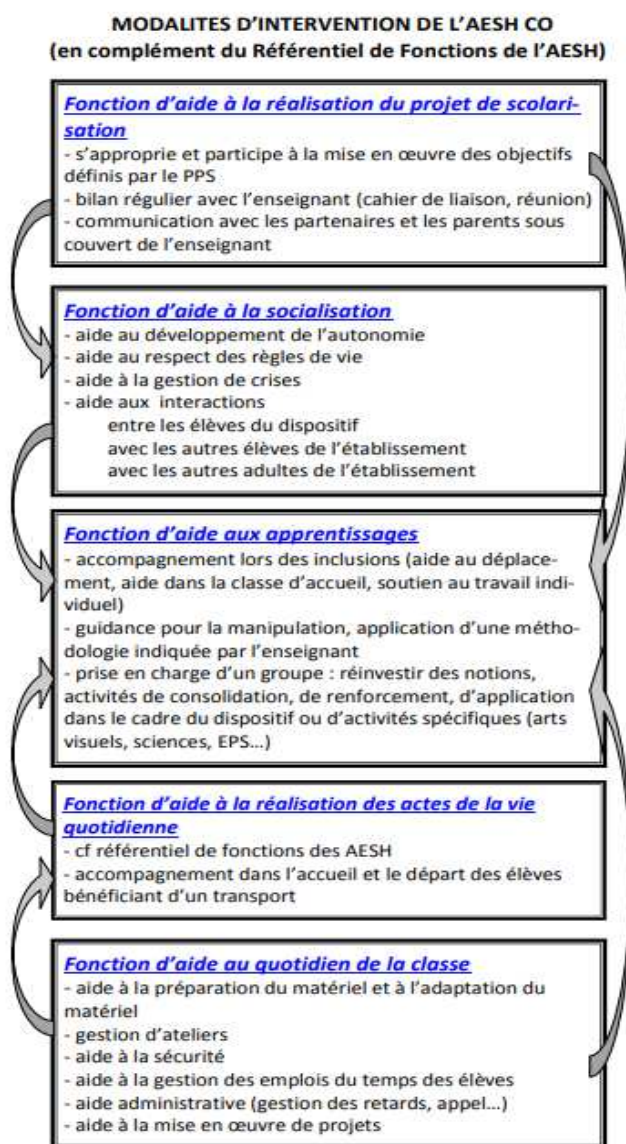 MODALITES D'INTERVENTION DE L'AESH CO
(en complément du Référentiel de Fonctions de l'AESH)
Fonction d'aide à la réalisation du projet de scolari-
sation
- s'approprie et participe à la mise en œuvre des objectifs
définis par le PPS
- bilan régulier avec l'enseignant (cahier de liaison, réunion)
- communication avec les partenaires et les parents sous
couvert de l'enseignant
Fonction d'aide à la socialisation
- aide au développement de l'autonomie
- aide au respect des règles de vie
- aide à la gestion de crises
- aide aux interactions
entre les élèves du dispositif
avec les autres élèves de l'établissement
avec les autres adultes de l'établissement
Fonction d'aide aux apprentissages
- accompagnement lors des inclusions (aide au déplace-
ment, aide dans la classe d'accueil, soutien au travail indi-
viduel)
- guidance pour la manipulation, application d'une métho-
dologie indiquée par l'enseignant
- prise en charge d'un groupe : réinvestir des notions,
activités de consolidation, de renforcement, d'application
dans le cadre du dispositif ou d'activités spécifiques (arts
visuels, sciences, EPS...)
Fonction d'aide à la réalisation des actes de la vie
quotidienne
- cf référentiel de fonctions des AESH
- accompagnement dans l'accueil et le départ des élèves
bénéficiant d'un transport
Fonction d'aide au quotidien de la classe
- aide à la préparation du matériel et à l'adaptation du
matériel
- gestion d'ateliers
- aide à la sécurité
- aide à la gestion des emplois du temps des élèves
- aide administrative (gestion des retards, appel...)
- aide à la mise en œuvre de projets